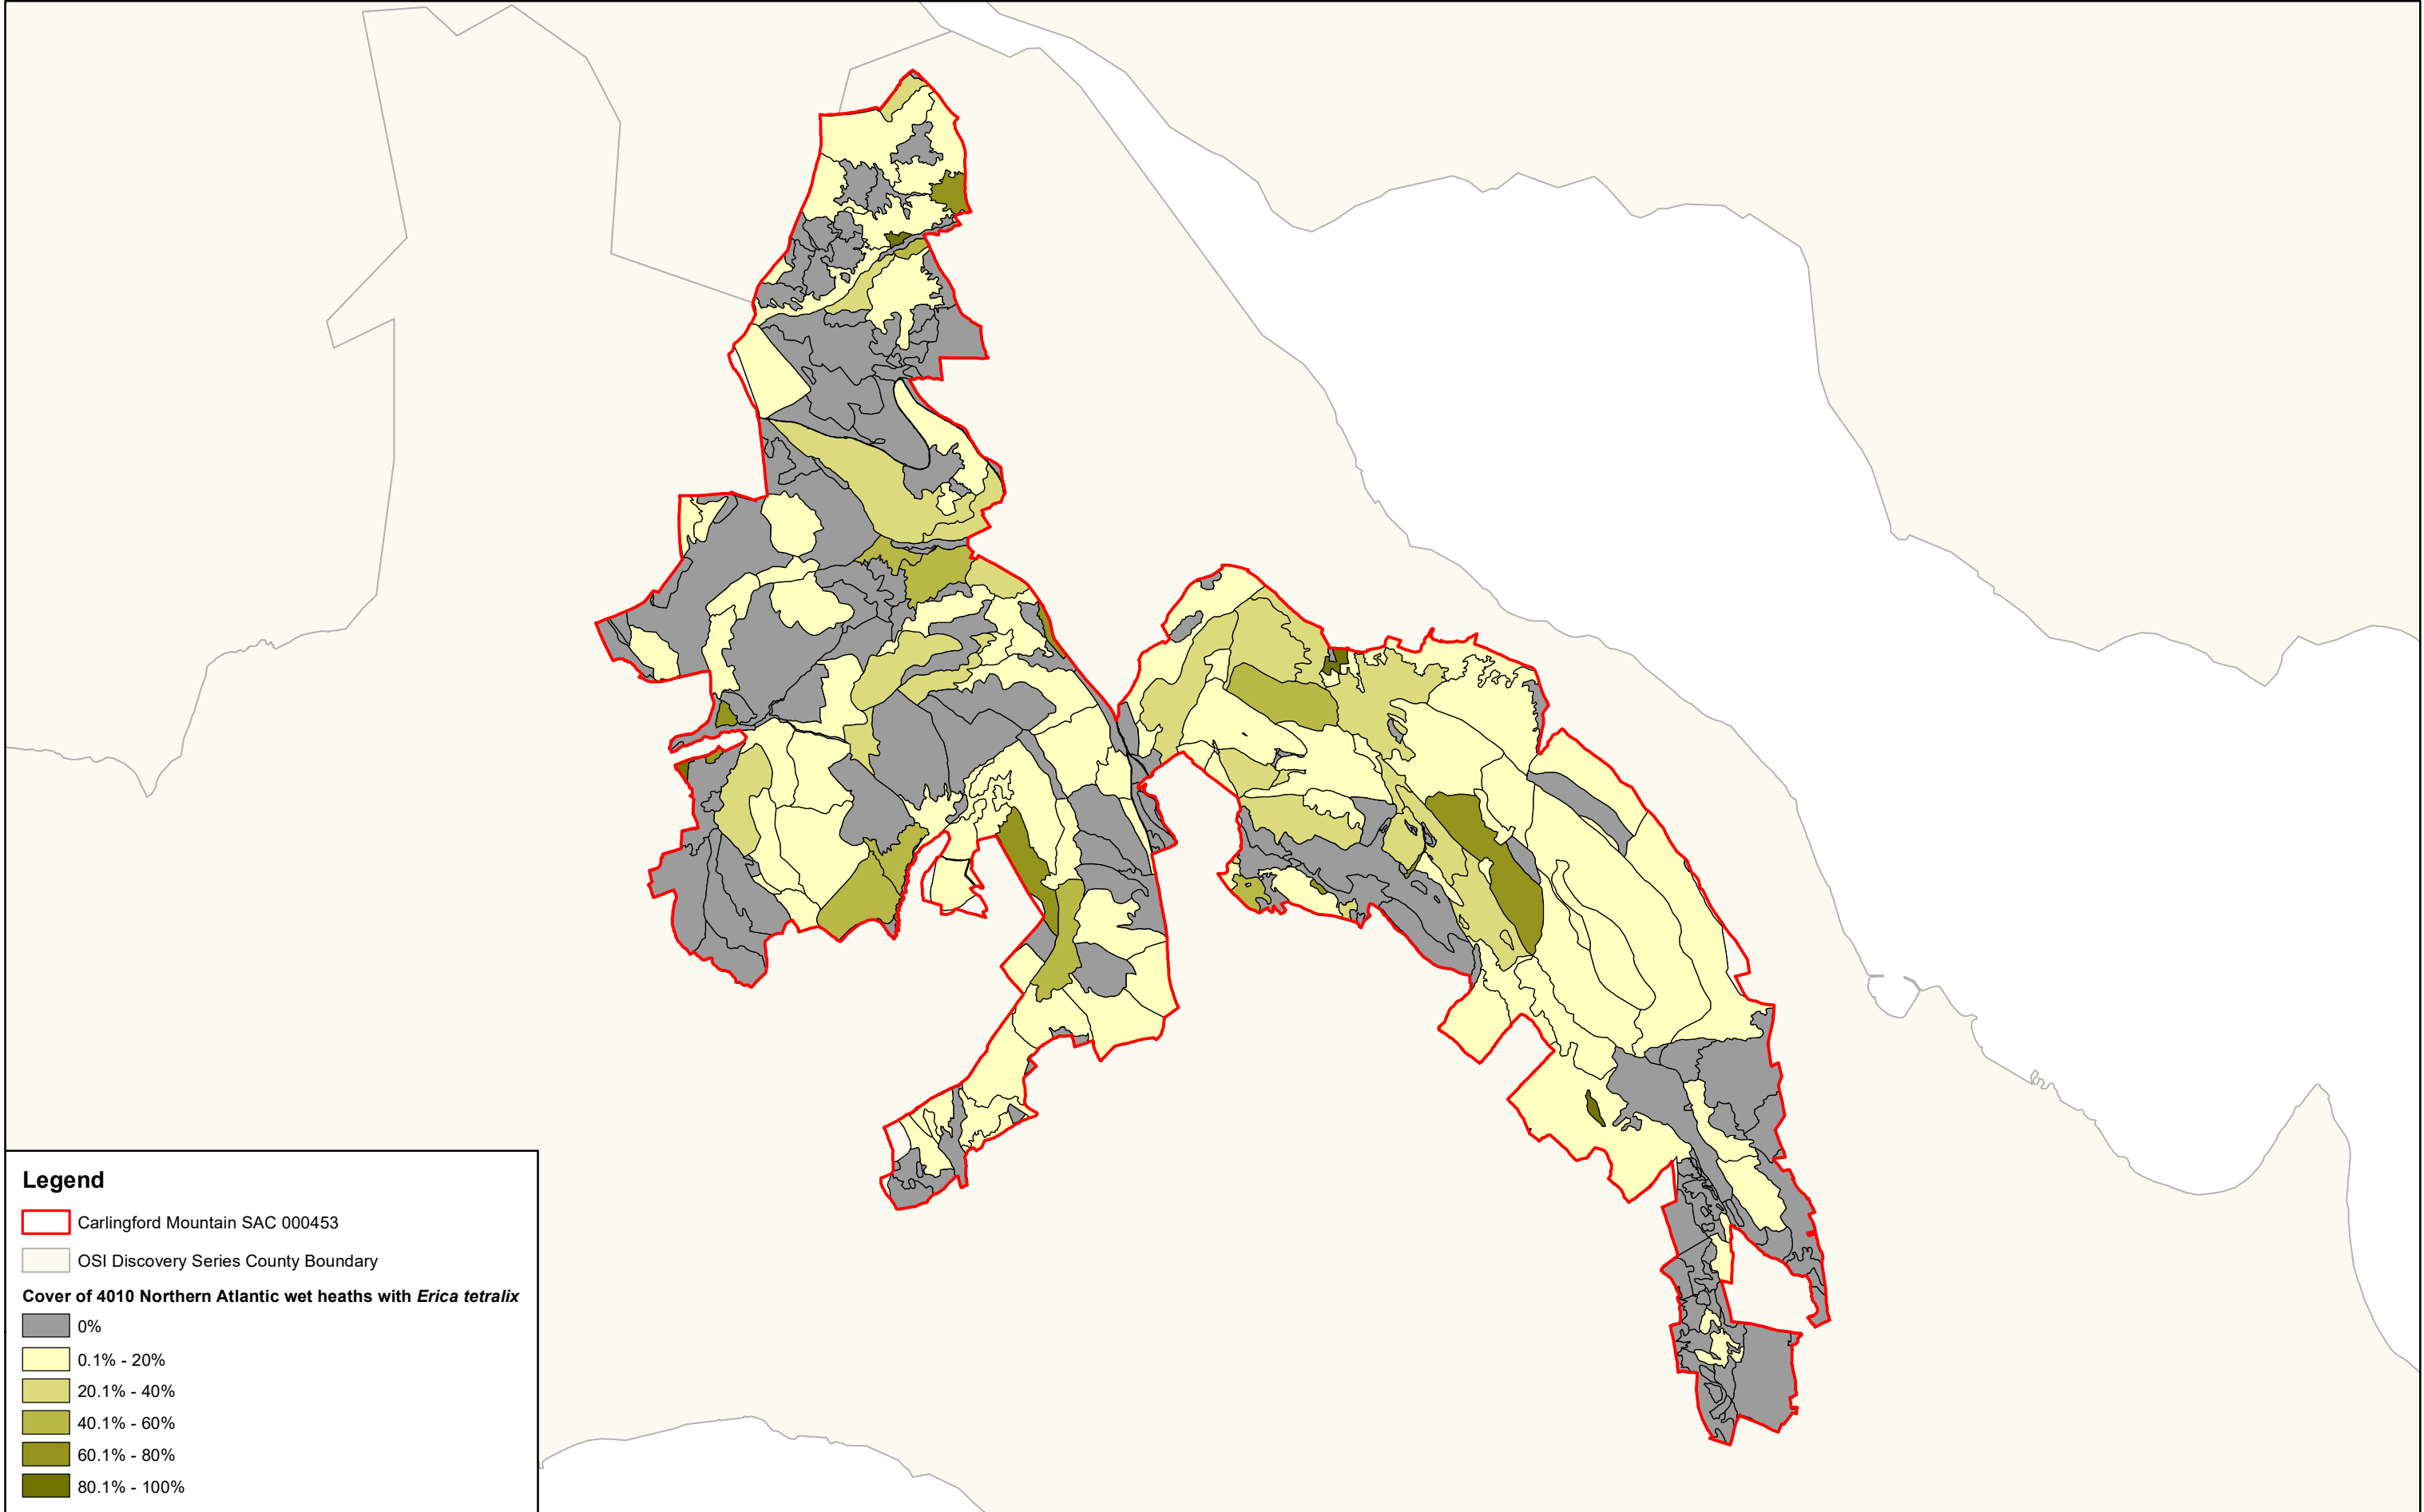 Legend
Carlingford Mountain SAC 000453
OSI Discovery Series County Boundary
Cover of 4010 Northern Atlantic wet heaths with Erica tetralix
0%
0.1% - 20%
20.1% - 40%
40.1% - 60%
60.1% - 80%
80.1% - 100%